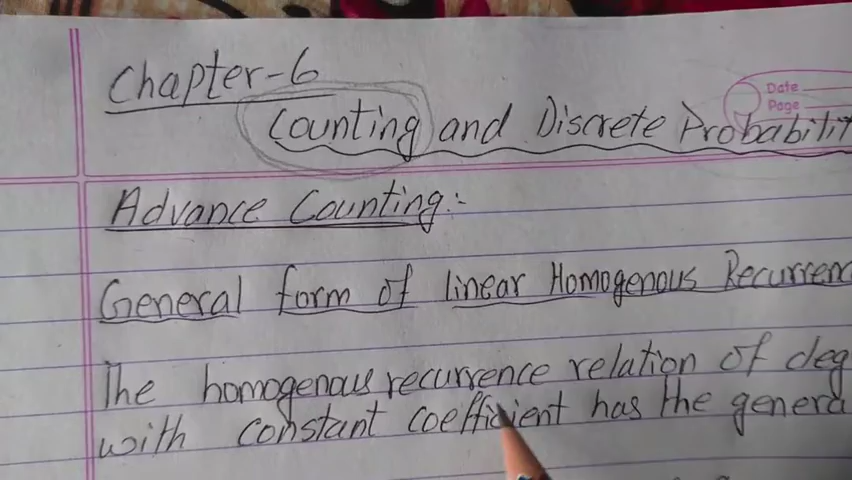 Chapter-6
Date
Page
Counting and Discrete Probabilit
Advance Counting:-
General form of linear Homogenous Recurren
The homogenous recurrence relation of deg
with constant coefficient has the genera